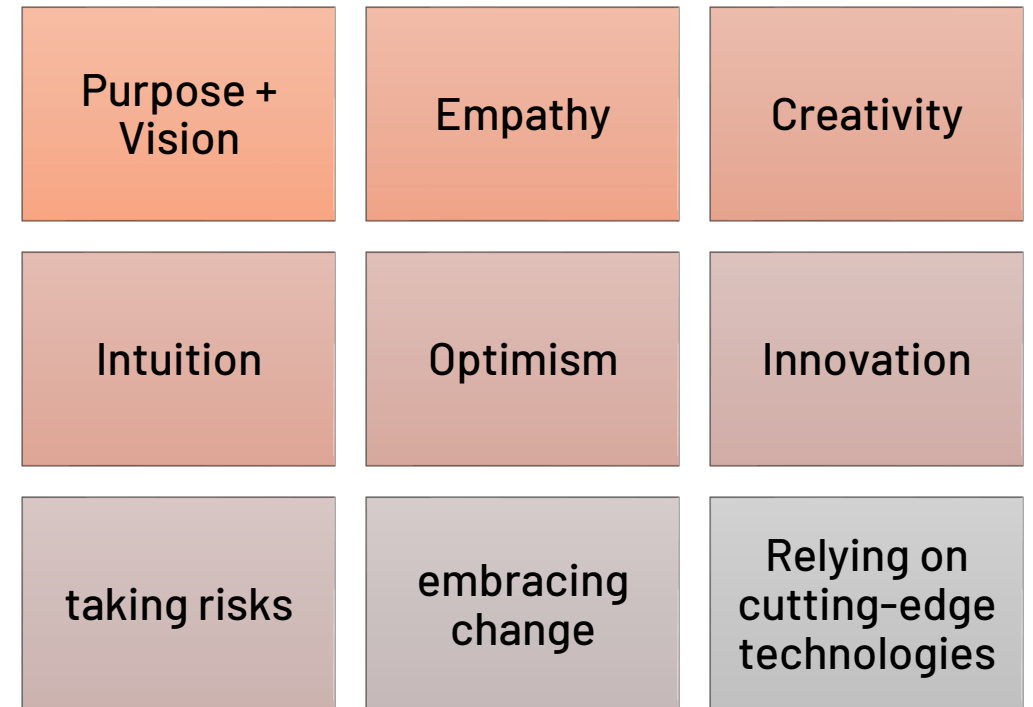 Purpose +
Vision
Empathy
Creativity
Intuition
Optimism
Innovation
taking risks
embracing
change
Relying on
cutting-edge
technologies